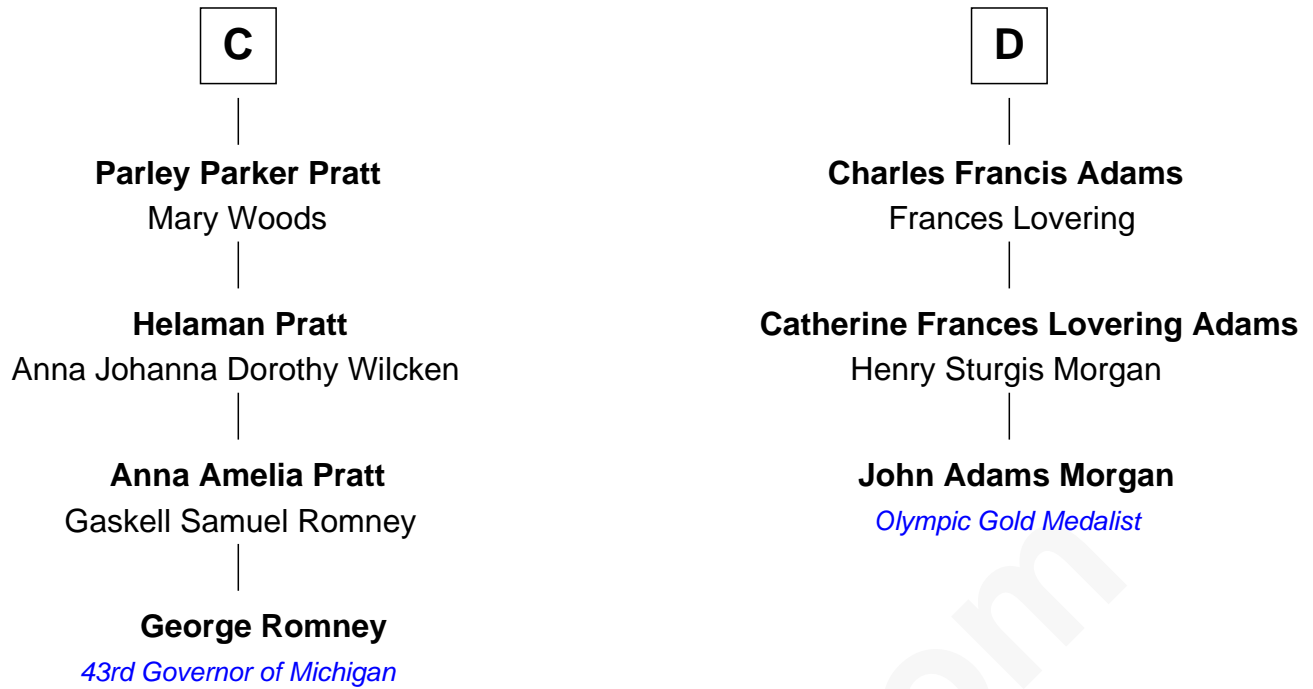 C
Parley Parker Pratt
Mary Woods
Helaman Pratt
Anna Johanna Dorothy Wilcken
Anna Amelia Pratt
Gaskell Samuel Romney
George Romney
43rd Governor of Michigan
D
Charles Francis Adams
Frances Lovering
Catherine Frances Lovering Adams
Henry Sturgis Morgan
John Adams Morgan
Olympic Gold Medalist
om